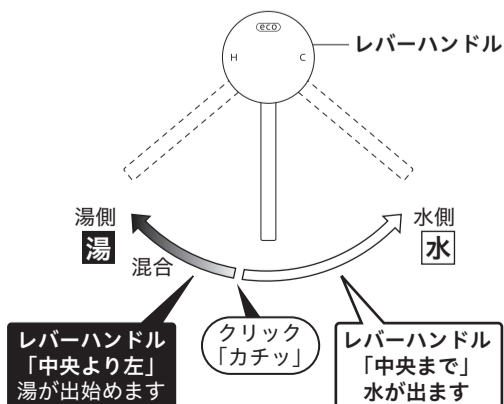 eco
H
C
レバーハンドル
湯側
湯
混合
水側
水
クリック
「カチッ」
レバーハンドル
「中央より左」
湯が出始めます
レバーハンドル
「中央まで」
水が出ます